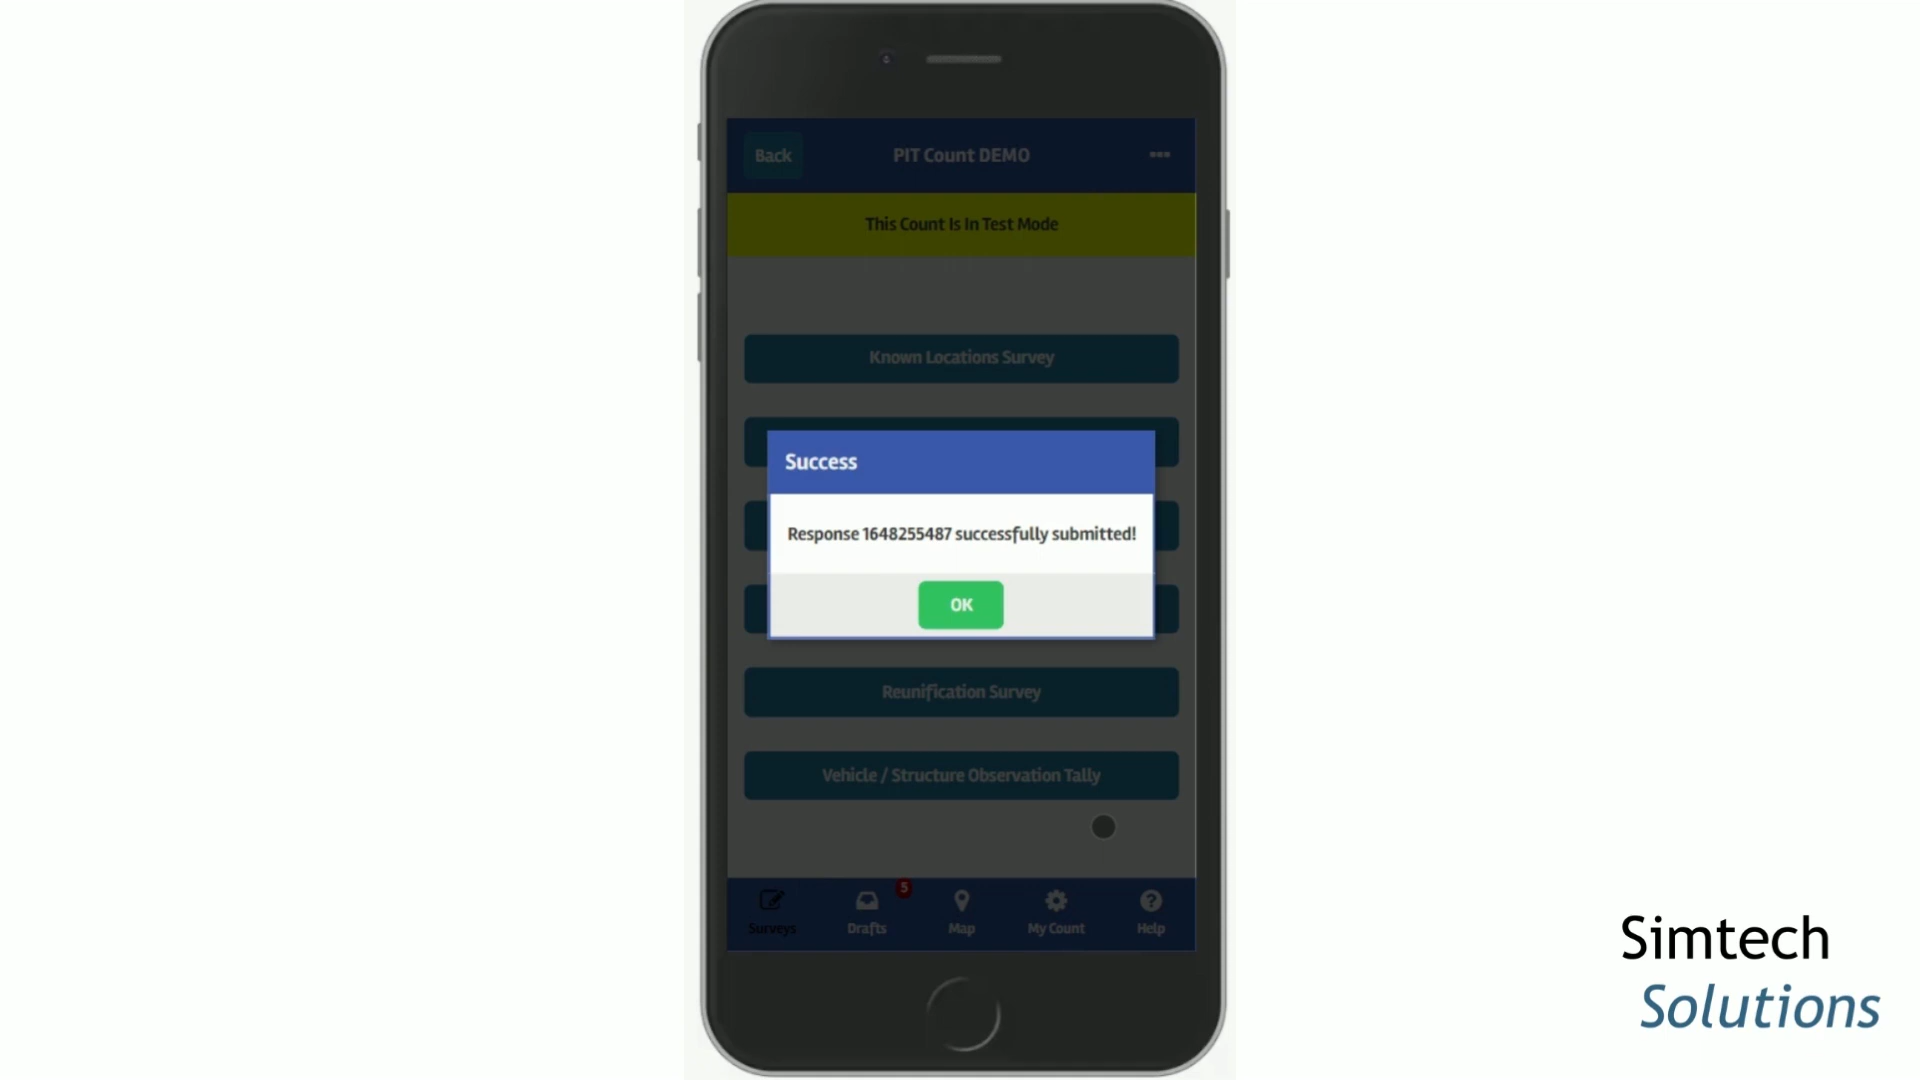 Back
PIT Count DEMO
This Count Is In Test Mode
Known Locations Survey
Success
Response 1648255487 successfully submitted!
OK
Reunification Survey
Vehicle / Structure Observation Tally
5
Surveys
Drafts
Map
My Count
Help
Simtech
Solutions